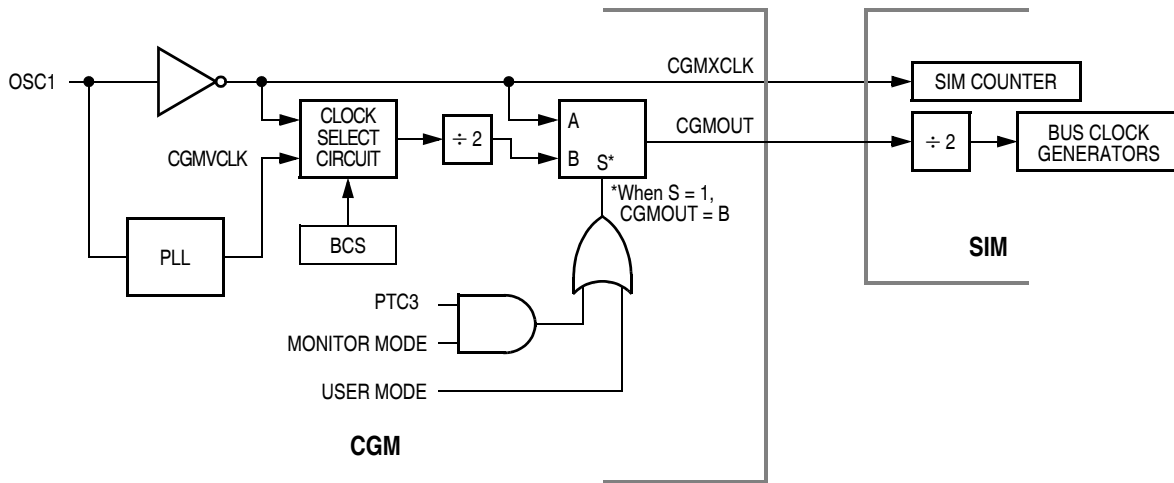 OSC1
CGMXCLK
SIM COUNTER
CLOCK
SELECT
CIRCUIT
÷ 2
A
B
S*
CGMOUT
÷ 2
BUS CLOCK
GENERATORS
CGMVCLK
*When S = 1,
CGMOUT = B
PLL
BCS
SIM
PTC3
MONITOR MODE
USER MODE
CGM